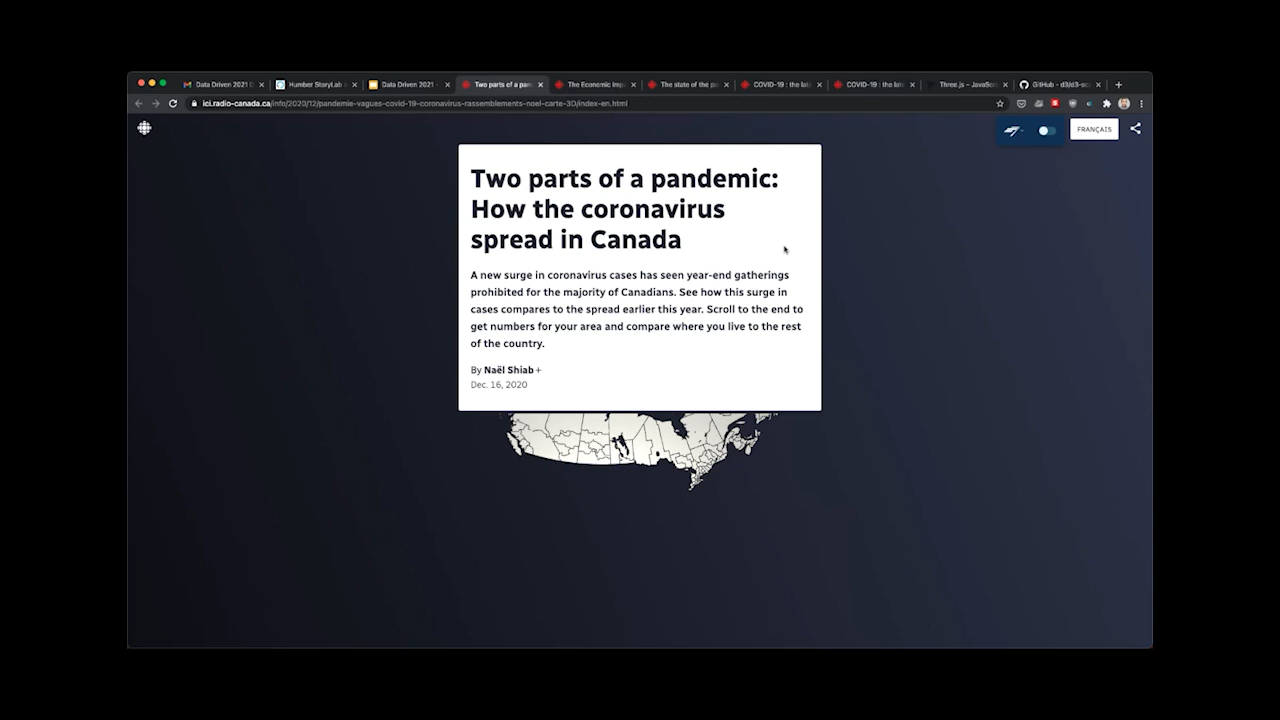 Data Driven 2021
Humber StoryLab
Data Driven 2021
Two parts of a pan
The Economic Imp
The state of the po
COVID-19 : the late
COVID-19 : the late
Three.js – JavaScr
GitHub - d3/d3-sc
ici.radio-canada.ca/info/2020/12/pandemie-vagues-covid-19-coronavirus-rassemblements-noel-carte-3D/index-en.html
FRANÇAIS
Two parts of a pandemic:
How the coronavirus
spread in Canada
A new surge in coronavirus cases has seen year-end gatherings
prohibited for the majority of Canadians. See how this surge in
cases compares to the spread earlier this year. Scroll to the end to
get numbers for your area and compare where you live to the rest
of the country.
By Naël Shiab +
Dec. 16, 2020